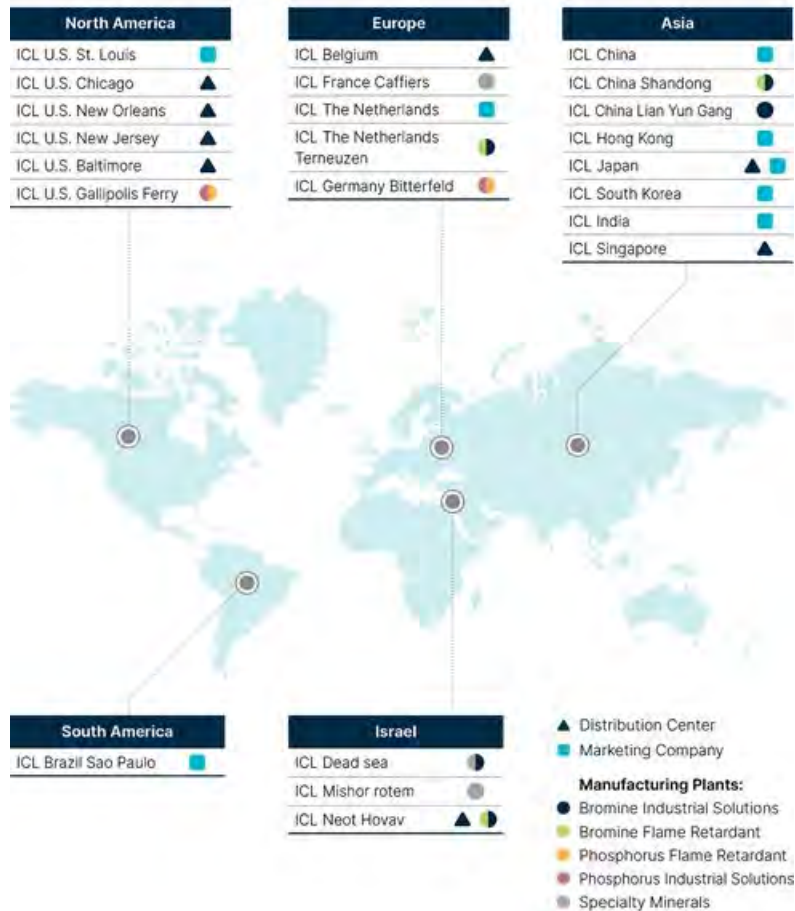 North America
ICL U.S. St. Louis
ICL U.S. Chicago
ICL U.S. New Orleans
ICL U.S. New Jersey
ICL U.S. Baltimore
ICL U.S. Gallipolis Ferry
Europe
ICL Belgium
ICL France Caffiers
ICL The Netherlands
ICL The Netherlands
Terneuzen
ICL Germany Bitterfeld
Asia
ICL China
ICL China Shandong
ICL China Lian Yun Gang
ICL Hong Kong
ICL Japan
ICL South Korea
ICL India
ICL Singapore
South America
ICL Brazil Sao Paulo
Israel
ICL Dead sea
ICL Mishor rotem
ICL Neot Hovav
Distribution Center
Marketing Company
Manufacturing Plants:
Bromine Industrial Solutions
Bromine Flame Retardant
Phosphorus Flame Retardant
Phosphorus Industrial Solutions
Specialty Minerals